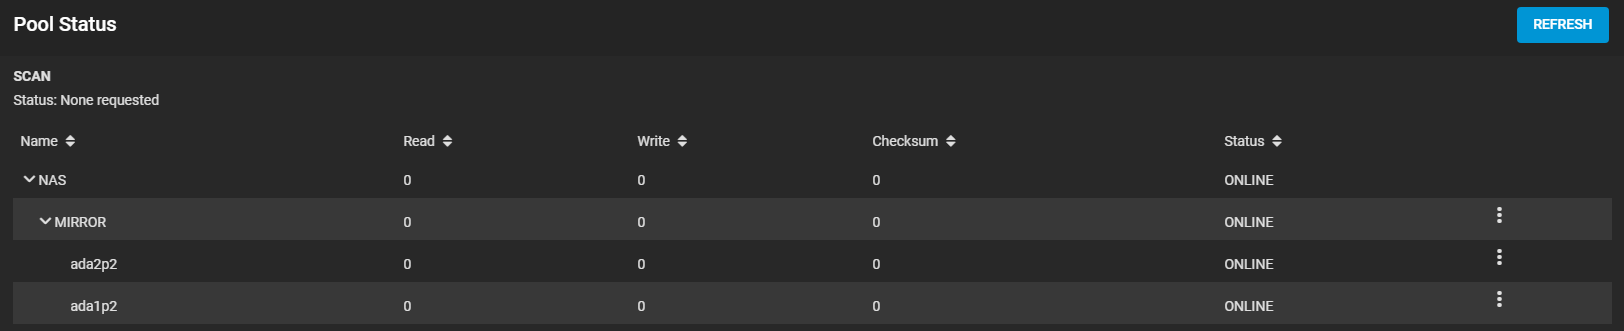 Pool Status
REFRESH
SCAN
Status: None requested
Name Read Write Checksum Status
NAS 0 0 0 ONLINE
MIRROR 0 0 0 ONLINE
ada2p2 0 0 0 ONLINE
ada1p2 0 0 0 ONLINE